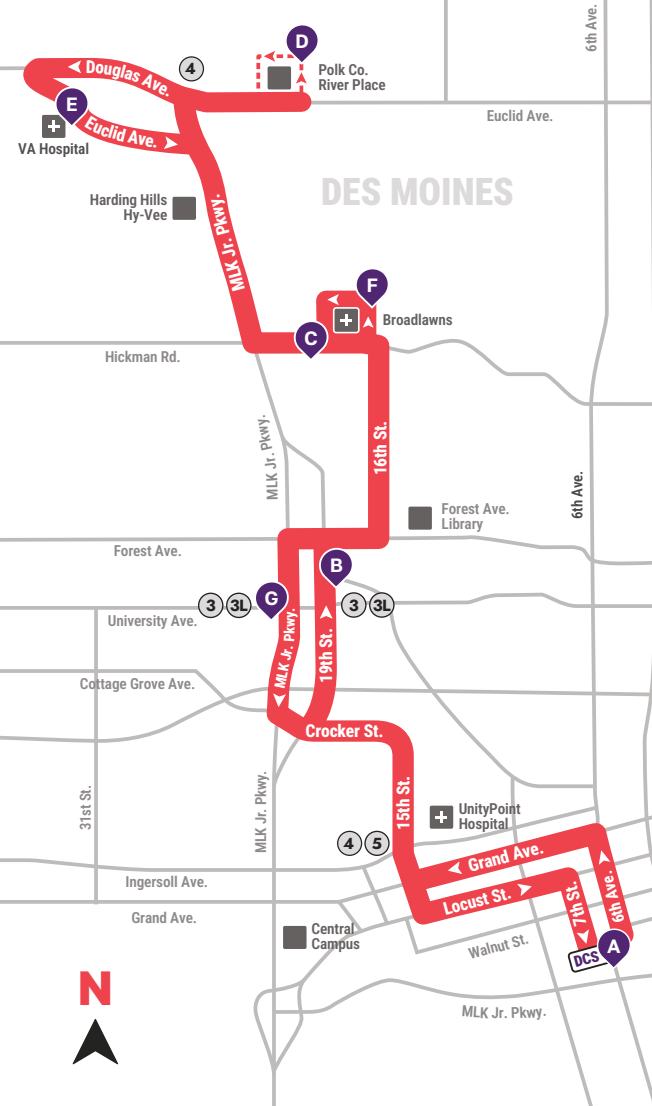 6th Ave.
D
4
Douglas Ave.
Polk Co.
River Place
E
Euclid Ave.
VA Hospital
Euclid Ave.
DES MOINES
Harding Hills
Hy-Vee
MLK Jr. Pkwy.
F
Broadlawns
C
Hickman Rd.
MLK Jr. Pkwy.
16th St.
6th Ave.
Forest Ave.
Library
Forest Ave.
B
G
3
3L
3
3L
University Ave.
MLK Jr. Pkwy.
19th St.
Cottage Grove Ave.
Crocker St.
31st St.
MLK Jr. Pkwy.
15th St.
UnityPoint
Hospital
4
5
Grand Ave.
Ingersoll Ave.
Locust St.
7th St.
6th Ave.
Grand Ave.
Central
Campus
Walnut St.
DCS
A
N
MLK Jr. Pkwy.